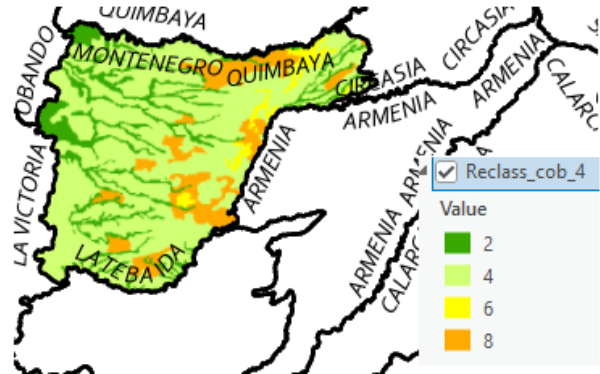 QUIMBAYA
OBANDO
MONTENEGRO
QUIMBAYA
CIRCASIA
CIRCASIA
ARMENIA
ARMENIA
ARMENIA
CALARC
LA VICTORIA
ARMENIA
ARMENIA
ARMENIA
CALARC
LA TEBAIDA
Reclass_cob_4
Value
2
4
6
8